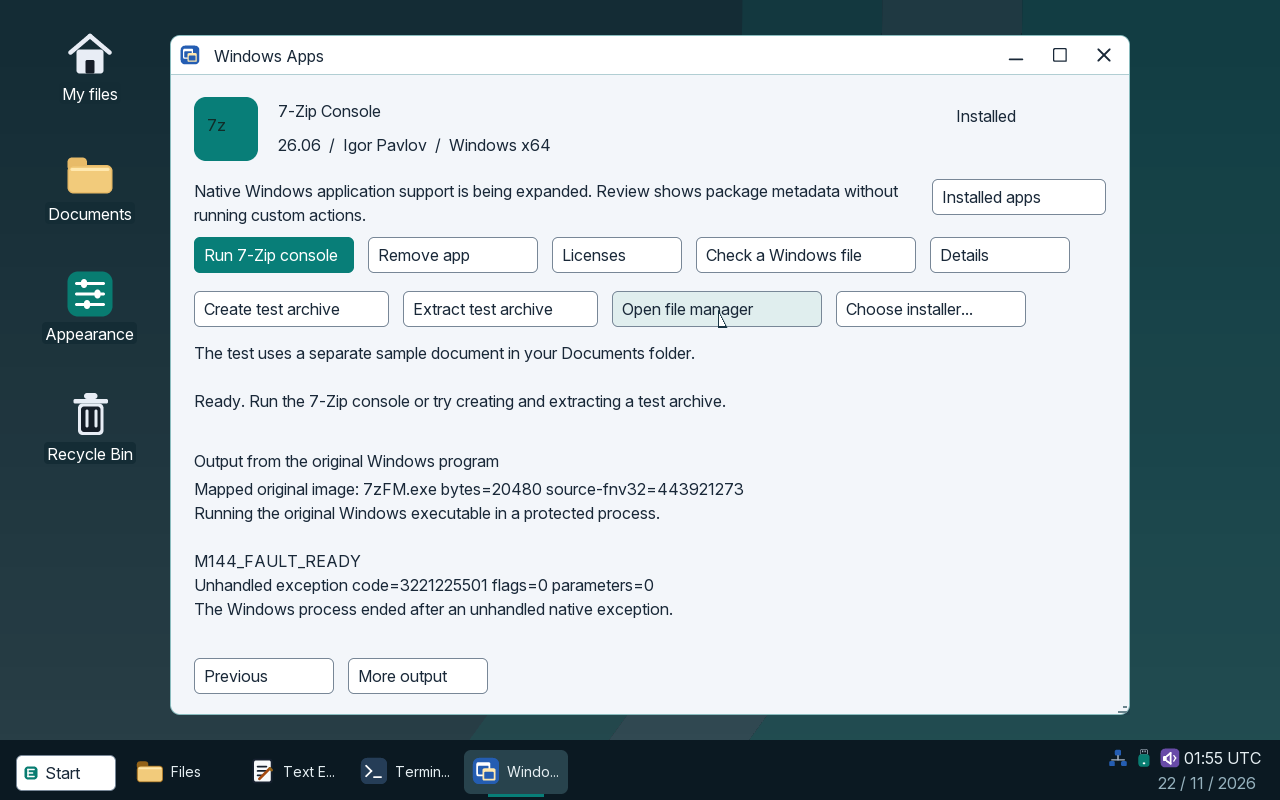 My files
Documents
Appearance
Recycle Bin
Windows Apps
7z
7-Zip Console
26.06 / Igor Pavlov / Windows x64
Installed
Native Windows application support is being expanded. Review shows package metadata without
running custom actions.
Installed apps
Run 7-Zip console
Remove app
Licenses
Check a Windows file
Details
Create test archive
Extract test archive
Open file manager
Choose installer...
The test uses a separate sample document in your Documents folder.
Ready. Run the 7-Zip console or try creating and extracting a test archive.
Output from the original Windows program
Mapped original image: 7zFM.exe bytes=20480 source-fnv32=443921273
Running the original Windows executable in a protected process.
M144_FAULT_READY
Unhandled exception code=3221225501 flags=0 parameters=0
The Windows process ended after an unhandled native exception.
Previous
More output
E Start
Files
Text E...
Termin...
Windo...
01:55 UTC
22 / 11 / 2026